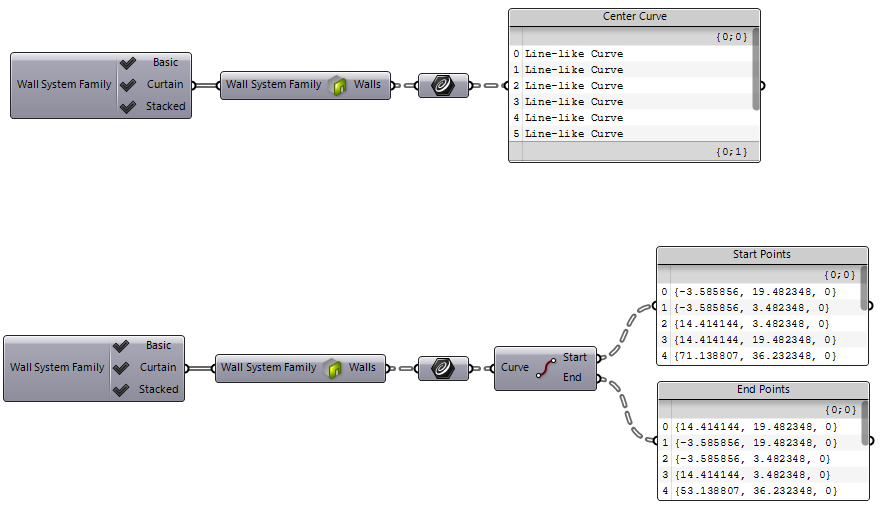 Center Curve
{0;0}
Wall System Family
Basic
Curtain
Stacked
Wall System Family Walls
0 Line-like Curve
1 Line-like Curve
2 Line-like Curve
3 Line-like Curve
4 Line-like Curve
5 Line-like Curve
{0;1}
Wall System Family
Basic
Curtain
Stacked
Wall System Family Walls
Curve
Start
End
Start Points
{0;0}
0 {-3.585856, 19.482348, 0}
1 {-3.585856, 3.482348, 0}
2 {14.414144, 3.482348, 0}
3 {14.414144, 19.482348, 0}
4 {71.138807, 36.232348, 0}
End Points
{0;0}
0 {14.414144, 19.482348, 0}
1 {-3.585856, 19.482348, 0}
2 {-3.585856, 3.482348, 0}
3 {14.414144, 3.482348, 0}
4 {53.138807, 36.232348, 0}